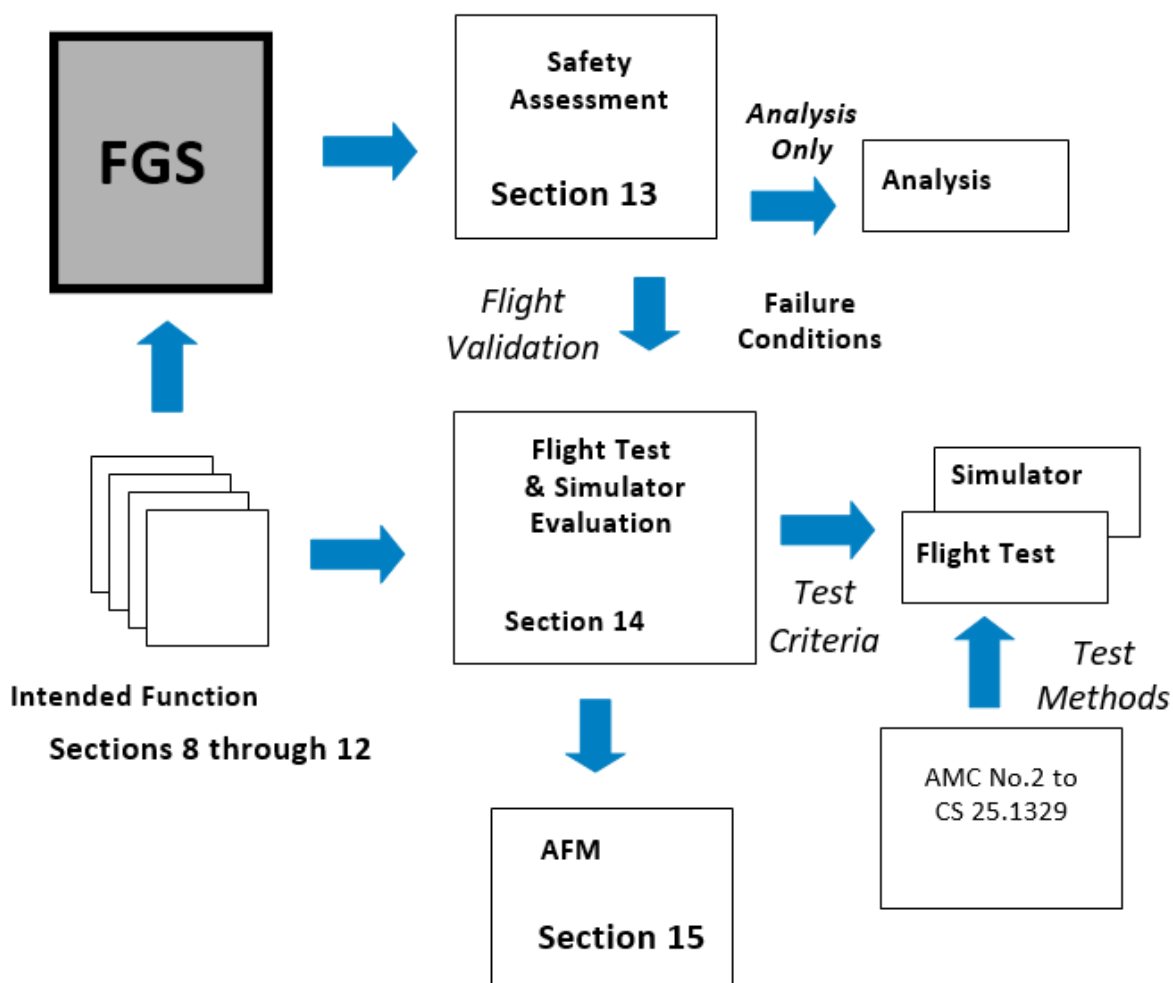 FGS
Safety
Assessment
Section 13
Analysis
Only
Analysis
Flight
Validation
Failure
Conditions
Flight Test
& Simulator
Evaluation
Section 14
Simulator
Flight Test
Test
Criteria
Test
Methods
Intended Function
Sections 8 through 12
AMC No.2 to
CS 25.1329
AFM
Section 15